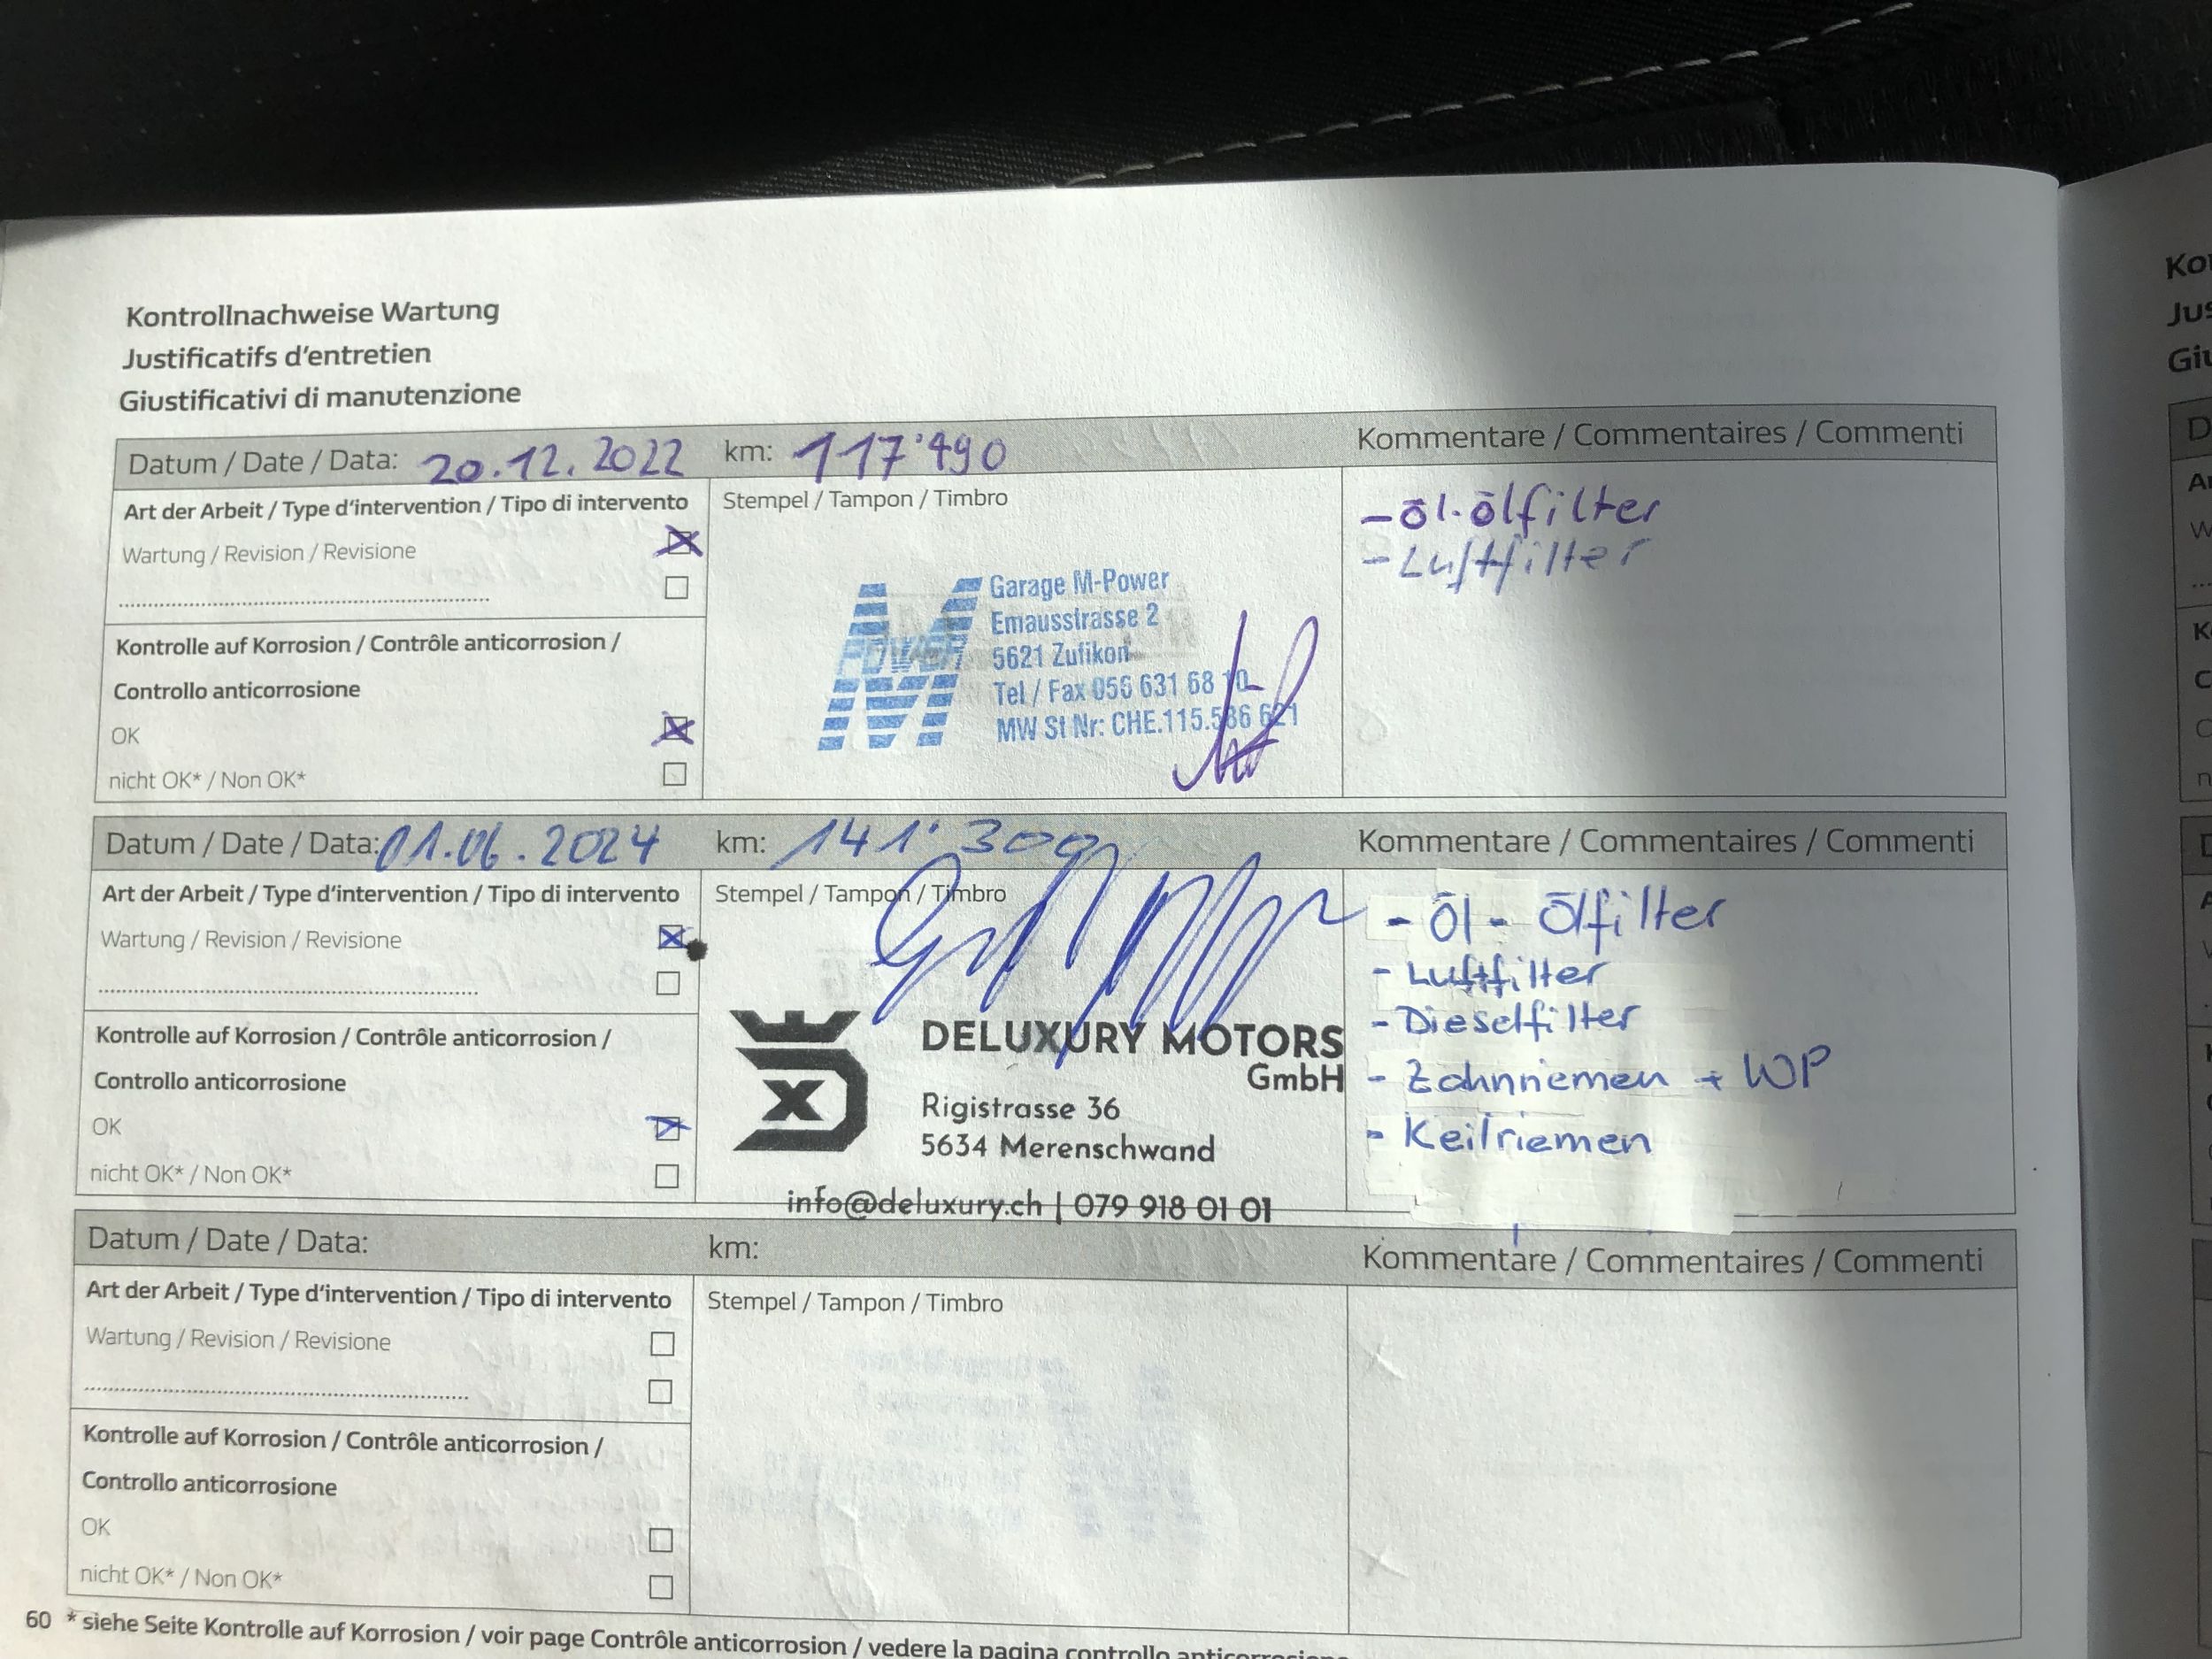 Kontrollnachweise Wartung
Justificatifs d'entretien
Giustificativi di manutenzione
Datum / Date / Data: 20.12.2022 km: 117'490 Kommentare / Commentaires / Commenti
Art der Arbeit / Type d'intervention / Tipo di intervento
Wartung / Revision / Revisione
Kontrolle auf Korrosion / Contrôle anticorrosion /
Controllo anticorrosione
OK
nicht OK* / Non OK*
Stempel / Tampon / Timbro
POWER
Garage M-Power
Emausstrasse 2
5621 Zufikon
Tel / Fax 056 631 68 10
MW St Nr: CHE.115.586 621
- Öl-Ölfilter
- Luftfilter
Datum / Date / Data: 01.06.2024 km: 141'300 Kommentare / Commentaires / Commenti
Art der Arbeit / Type d'intervention / Tipo di intervento
Wartung / Revision / Revisione
Kontrolle auf Korrosion / Contrôle anticorrosion /
Controllo anticorrosione
OK
nicht OK* / Non OK*
Stempel / Tampon / Timbro
DELUXURY MOTORS
GmbH
Rigistrasse 36
5634 Merenschwand
info@deluxury.ch | 079 918 01 01
- Öl - Ölfilter
- Luftfilter
- Dieselfilter
- Zahnriemen + WP
- Keilriemen
Datum / Date / Data: km: Kommentare / Commentaires / Commenti
Art der Arbeit / Type d'intervention / Tipo di intervento
Wartung / Revision / Revisione
Kontrolle auf Korrosion / Contrôle anticorrosion /
Controllo anticorrosione
OK
nicht OK* / Non OK*
Stempel / Tampon / Timbro
60 * siehe Seite Kontrolle auf Korrosion / voir page Contrôle anticorrosion / vedere la pagina controllo anticorrosione